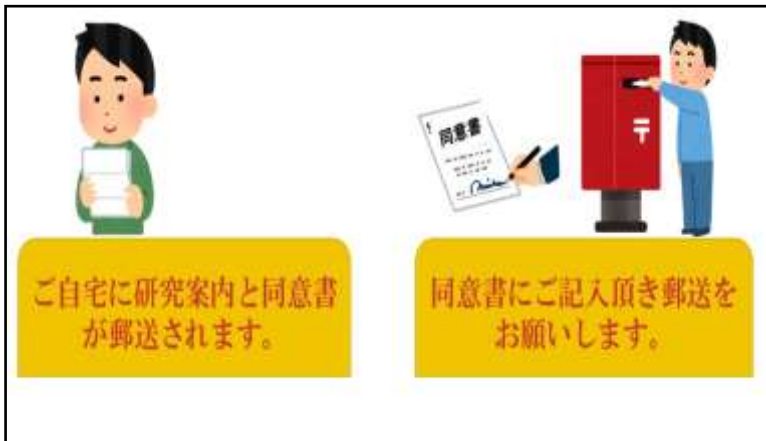 ご自宅に研究案内と同意書
が郵送されます。
同意書
〒
同意書にご記入頂き郵送を
お願いします。